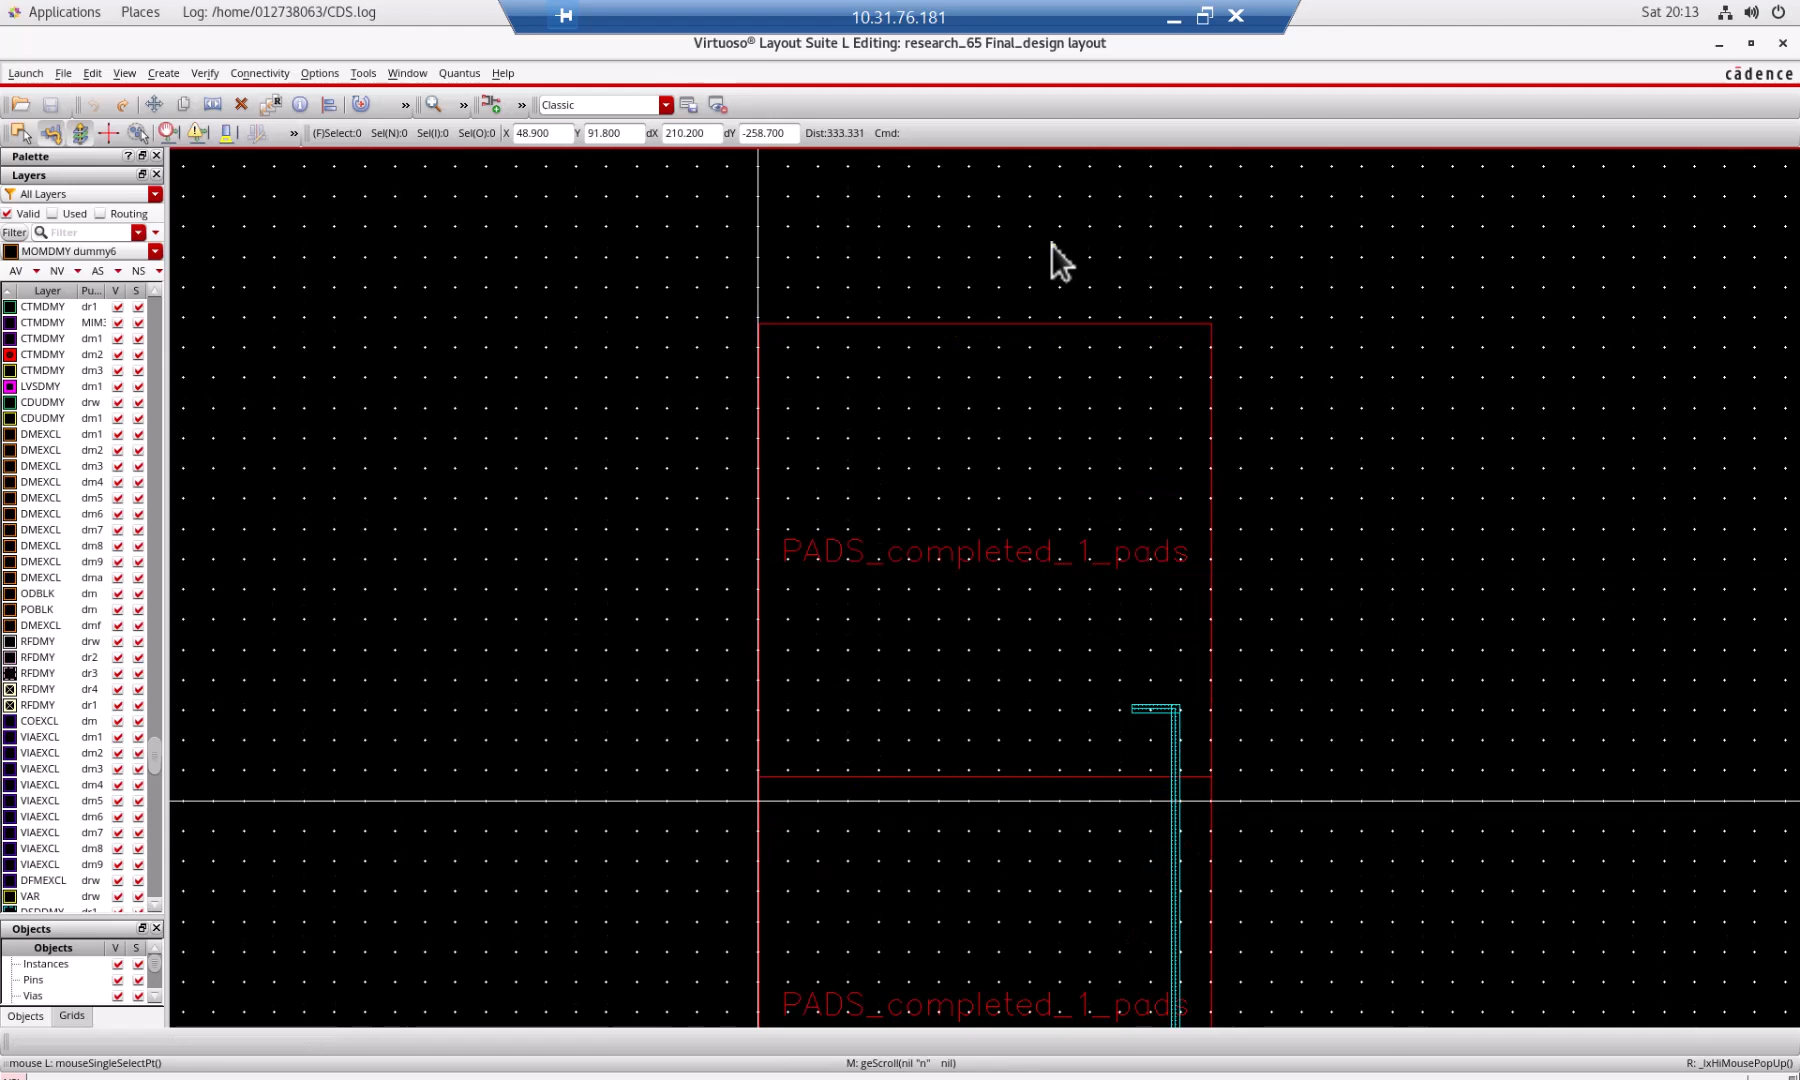 Applications Places Log: /home/012738063/CDS.log 10.31.76.181 Sat 20:13
Virtuoso® Layout Suite L Editing: research_65 Final_design layout
Launch File Edit View Create Verify Connectivity Options Tools Window Quantus Help cādence
» » » Classic
» (F)Select:0 Sel(N):0 Sel(I):0 Sel(O):0 X 48.900 Y 91.800 dX 210.200 dY -258.700 Dist:333.331 Cmd:
Palette ?
Layers
All Layers
Valid Used Routing
Filter Filter
MOMDMY dummy6
AV NV AS NS
Layer Pu... V S
CTMDMY dr1
CTMDMY MIM:
CTMDMY dm1
CTMDMY dm2
CTMDMY dm3
LVSDMY dm1
CDUDMY drw
CDUDMY dm1
DMEXCL dm1
DMEXCL dm2
DMEXCL dm3
DMEXCL dm4
DMEXCL dm5
DMEXCL dm6
DMEXCL dm7
DMEXCL dm8
DMEXCL dm9
DMEXCL dma
ODBLK dm
POBLK dm
DMEXCL dmf
RFDMY drw
RFDMY dr2
RFDMY dr3
RFDMY dr4
RFDMY dr1
COEXCL dm
VIAEXCL dm1
VIAEXCL dm2
VIAEXCL dm3
VIAEXCL dm4
VIAEXCL dm5
VIAEXCL dm6
VIAEXCL dm7
VIAEXCL dm8
VIAEXCL dm9
DFMEXCL drw
VAR drw
PADS_completed_1_pads
PADS_completed_1_pads
Objects
Objects V S
Instances
Pins
Vias
Objects Grids
mouse L: mouseSingleSelectPt() M: geScroll(nil "n" nil) R: _lxHiMousePopUp()